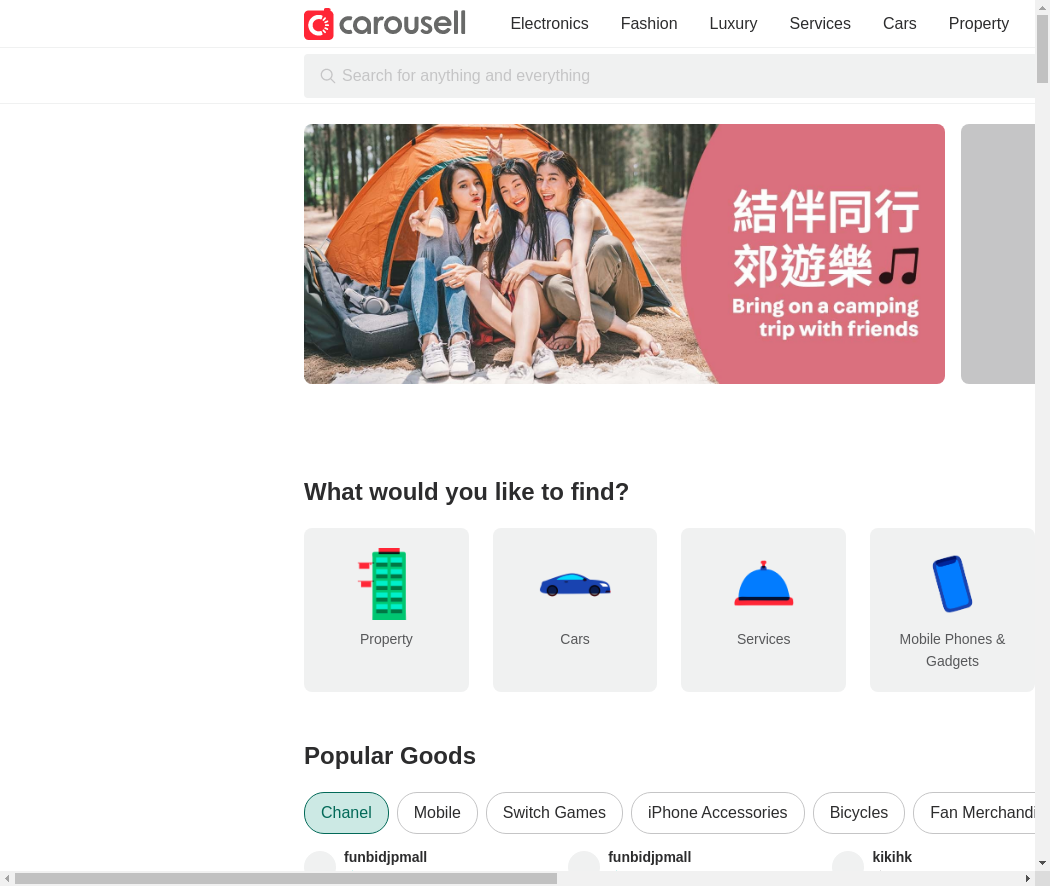 carousell
Electronics Fashion Luxury Services Cars Property
Search for anything and everything
結伴同行
郊遊樂
Bring on a camping
trip with friends
What would you like to find?
Property
Cars
Services
Mobile Phones &
Gadgets
Popular Goods
Chanel Mobile Switch Games iPhone Accessories Bicycles Fan Merchandi
funbidjpmall funbidjpmall kikihk